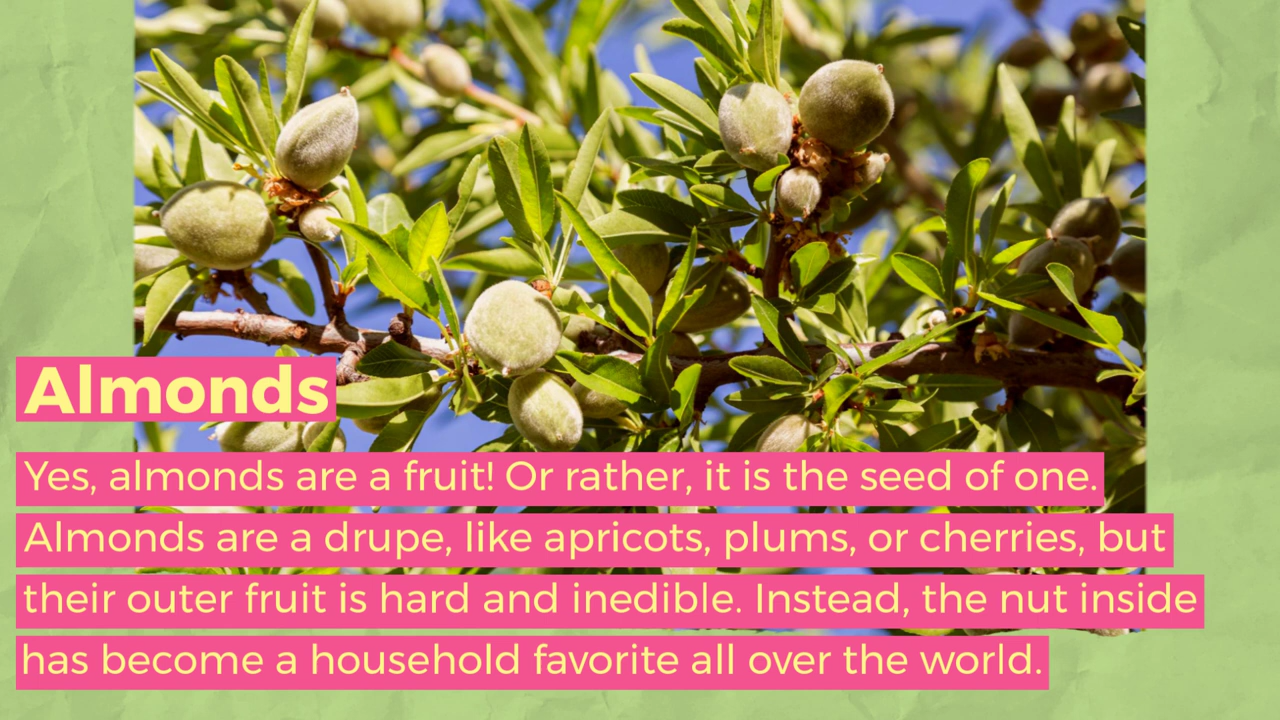 Almonds
Yes, almonds are a fruit! Or rather, it is the seed of one.
Almonds are a drupe, like apricots, plums, or cherries, but
their outer fruit is hard and inedible. Instead, the nut inside
has become a household favorite all over the world.